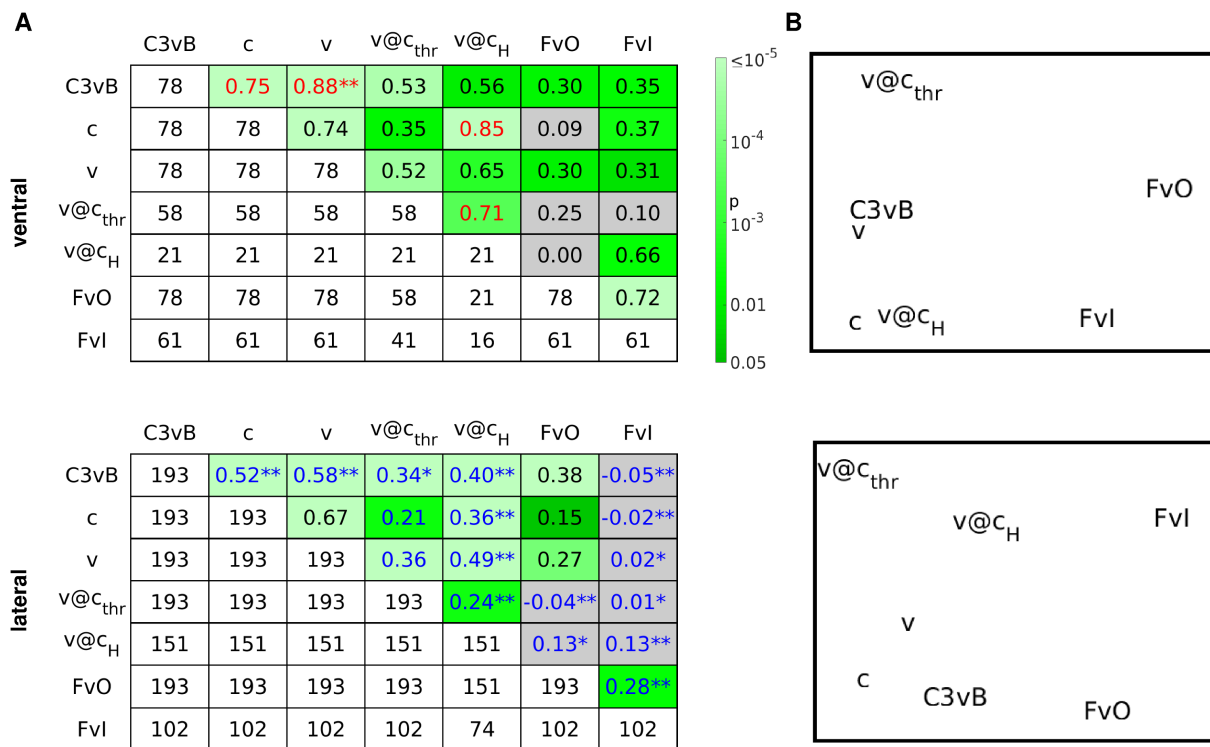 A
B
C3vB c v v@c_thr v@c_H FvO FvI
C3vB 78 0.75 0.88** 0.53 0.56 0.30 0.35
c 78 78 0.74 0.35 0.85 0.09 0.37
v 78 78 78 0.52 0.65 0.30 0.31
v@c_thr 58 58 58 58 0.71 0.25 0.10
v@c_H 21 21 21 21 21 0.00 0.66
FvO 78 78 78 58 21 78 0.72
FvI 61 61 61 41 16 61 61
ventral
≤10^-5
10^-4
p
10^-3
0.01
0.05
v@c_thr
FvO
C3vB
v
c v@c_H FvI
C3vB c v v@c_thr v@c_H FvO FvI
C3vB 193 0.52** 0.58** 0.34* 0.40** 0.38 -0.05**
c 193 193 0.67 0.21 0.36** 0.15 -0.02**
v 193 193 193 0.36 0.49** 0.27 0.02*
v@c_thr 193 193 193 193 0.24** -0.04** 0.01*
v@c_H 151 151 151 151 151 0.13* 0.13**
FvO 193 193 193 193 151 193 0.28**
FvI 102 102 102 102 74 102 102
lateral
v@c_thr
v@c_H FvI
v
c
C3vB FvO